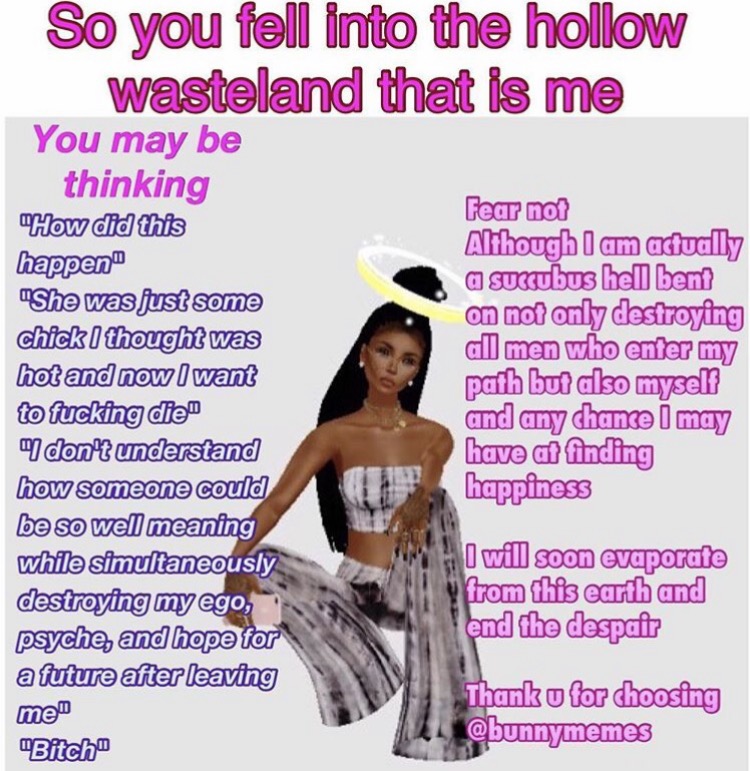 So you fell into the hollow
wasteland that is me
You may be
thinking
"How did this
happen"
"She was just some
chick I thought was
hot and now I want
to fucking die"
"I don't understand
how someone could
be so well meaning
while simultaneously
destroying my ego,
psyche, and hope for
a future after leaving
me"
"Bitch"
Fear not
Although I am actually
a succubus hell bent
on not only destroying
all men who enter my
path but also myself
and any chance I may
have at finding
happiness
I will soon evaporate
from this earth and
end the despair
Thank u for choosing
@bunnymemes